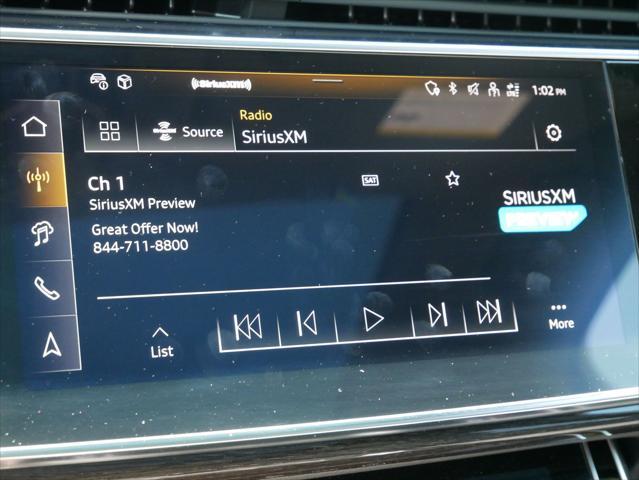 ((SiriusXM))
1:02 PM
Radio
Source
SiriusXM
Ch 1
SAT
SiriusXM Preview
SIRIUSXM
PREVIEW
Great Offer Now!
844-711-8800
List
More